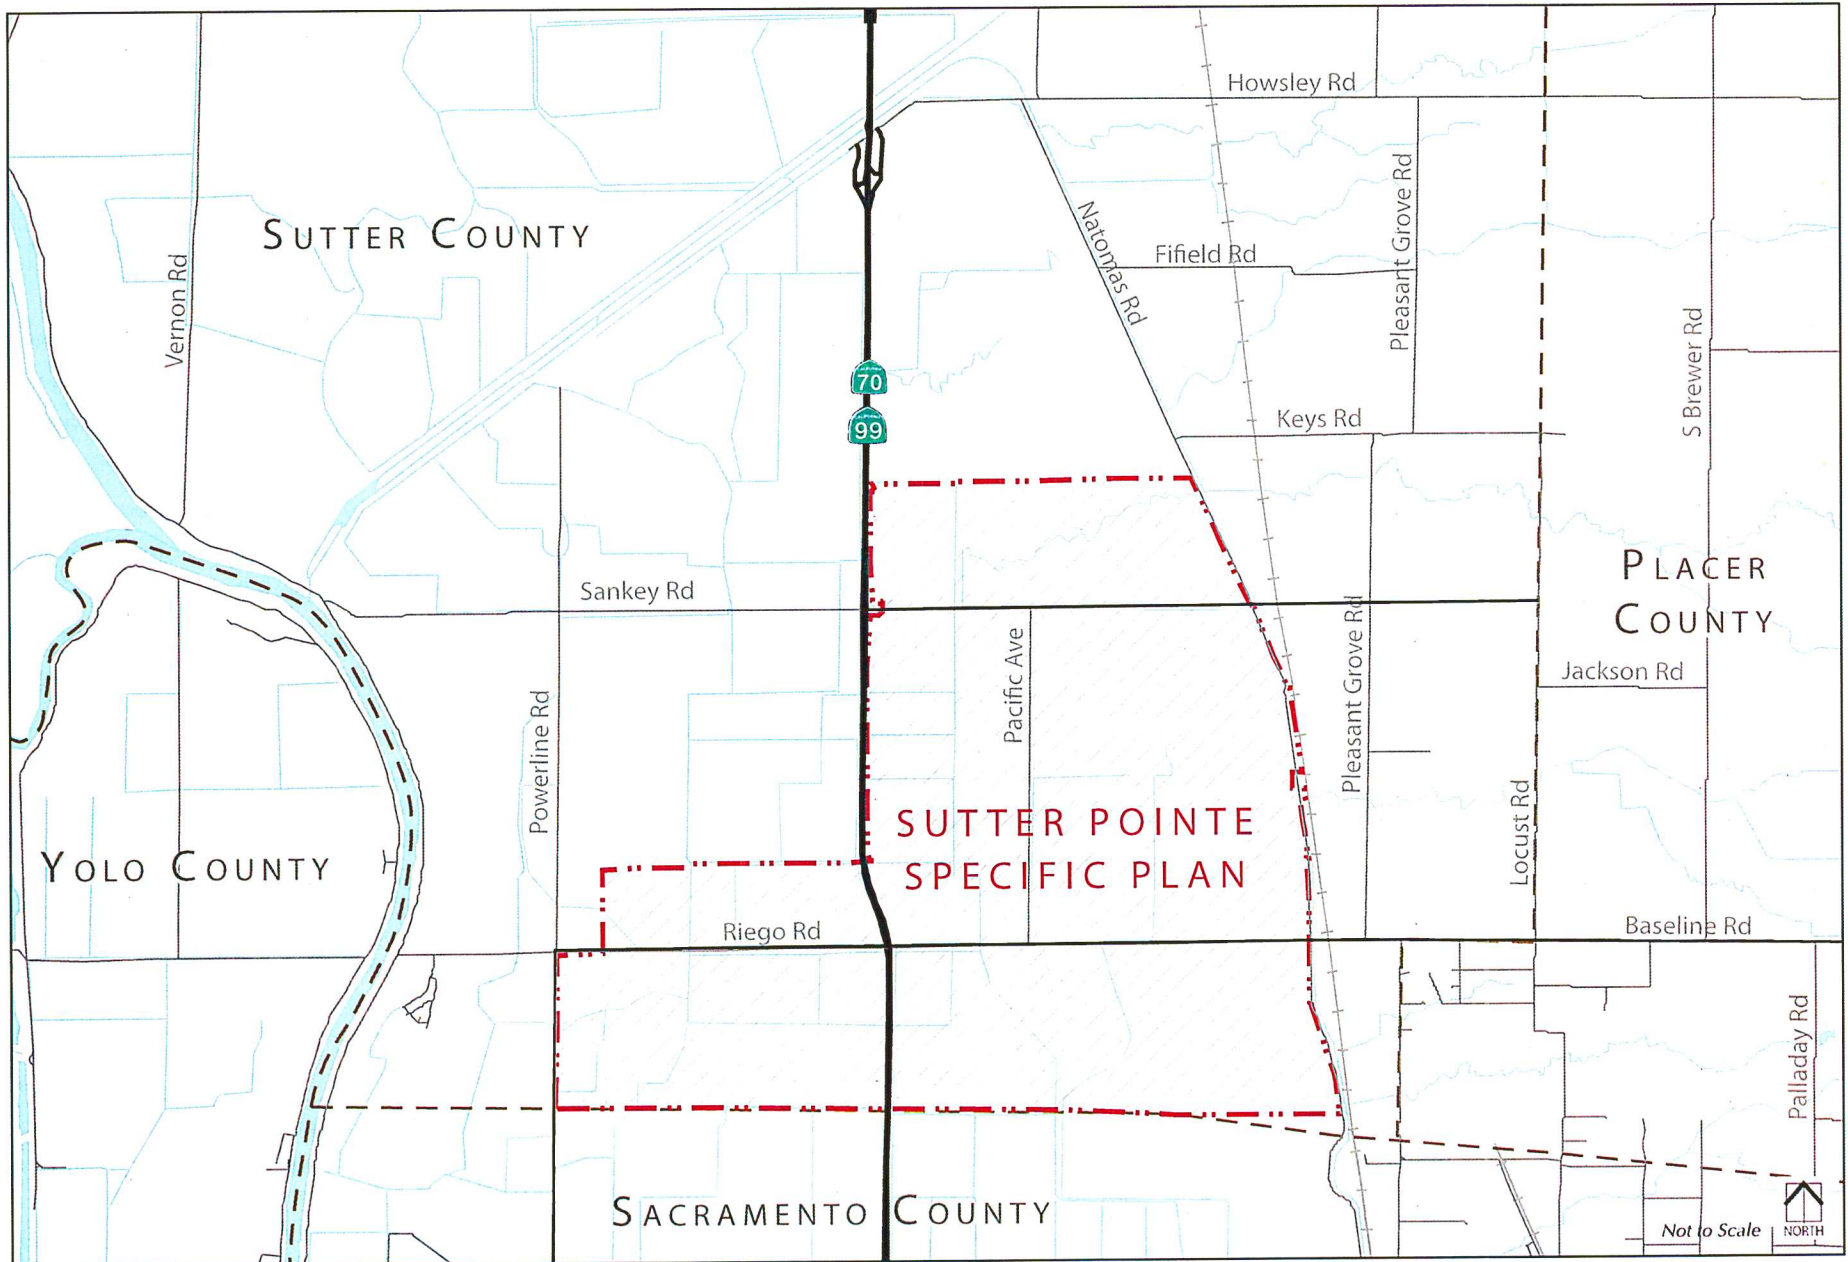 Howsley Rd
Pleasant Grove Rd
Natomas Rd
SUTTER COUNTY
Fifield Rd
Vernon Rd
S Brewer Rd
CALIFORNIA
70
CALIFORNIA
99
Keys Rd
PLACER
COUNTY
Sankey Rd
Pleasant Grove Rd
Pacific Ave
Jackson Rd
Powerline Rd
SUTTER POINTE
SPECIFIC PLAN
Locust Rd
YOLO COUNTY
Riego Rd
Baseline Rd
Palladay Rd
SACRAMENTO COUNTY
Not to Scale
NORTH